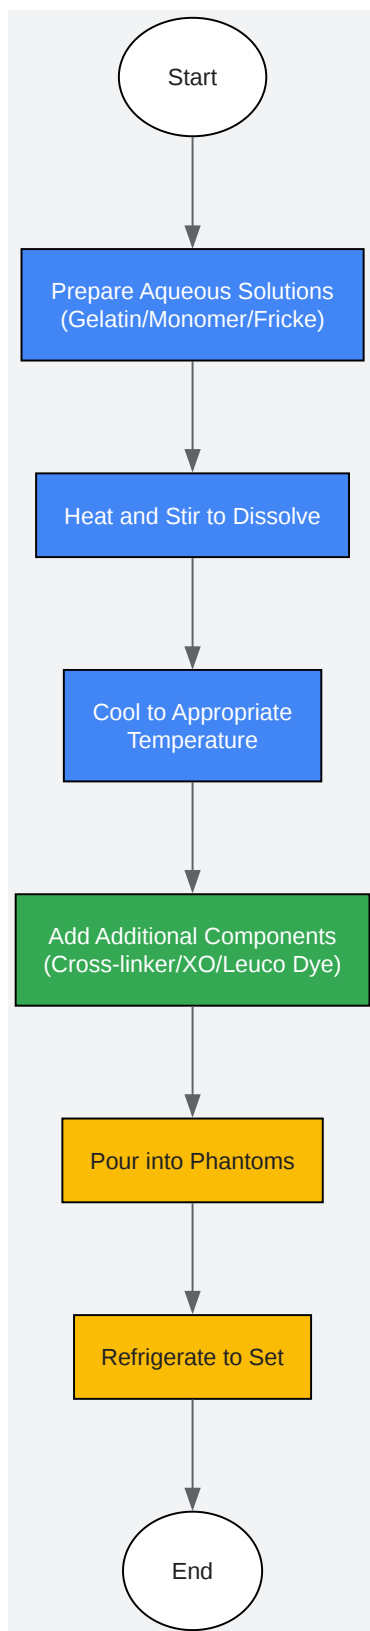 Start
Prepare Aqueous Solutions
(Gelatin/Monomer/Fricke)
Heat and Stir to Dissolve
Cool to Appropriate
Temperature
Add Additional Components
(Cross-linker/XO/Leuco Dye)
Pour into Phantoms
Refrigerate to Set
End